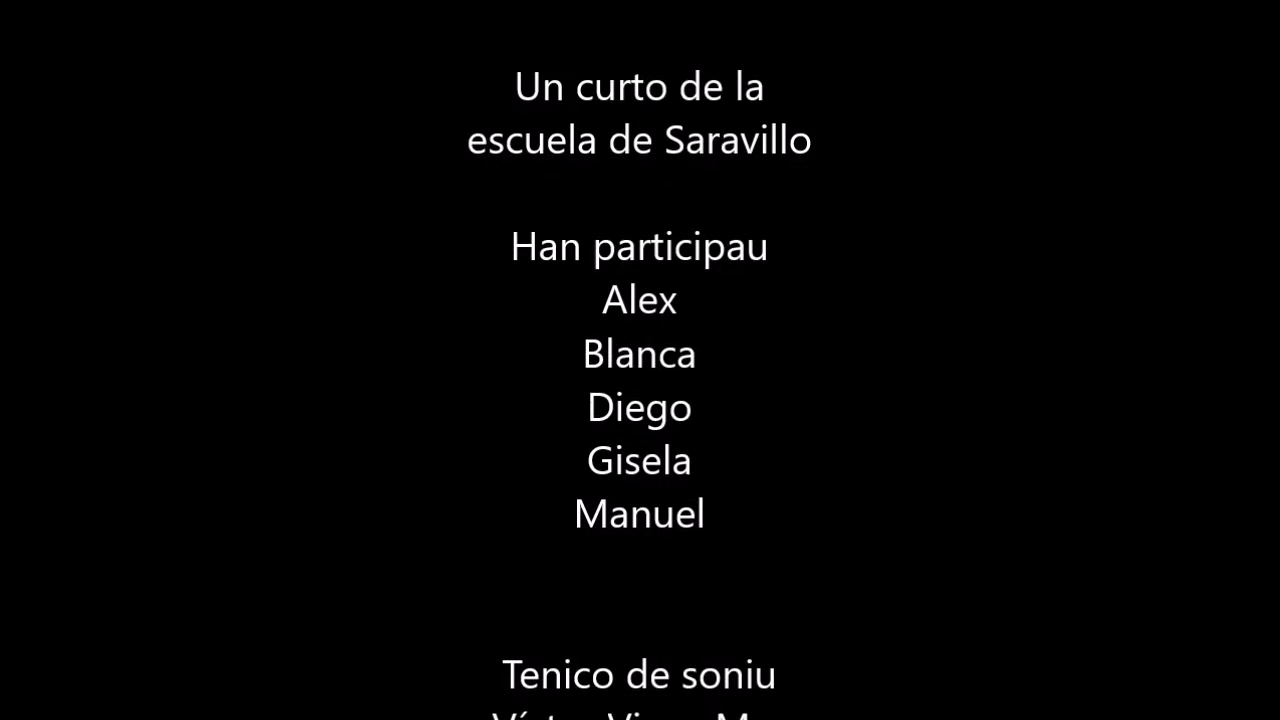 Un curto de la
escuela de Saravillo
Han participau
Alex
Blanca
Diego
Gisela
Manuel
Tenico de soniu